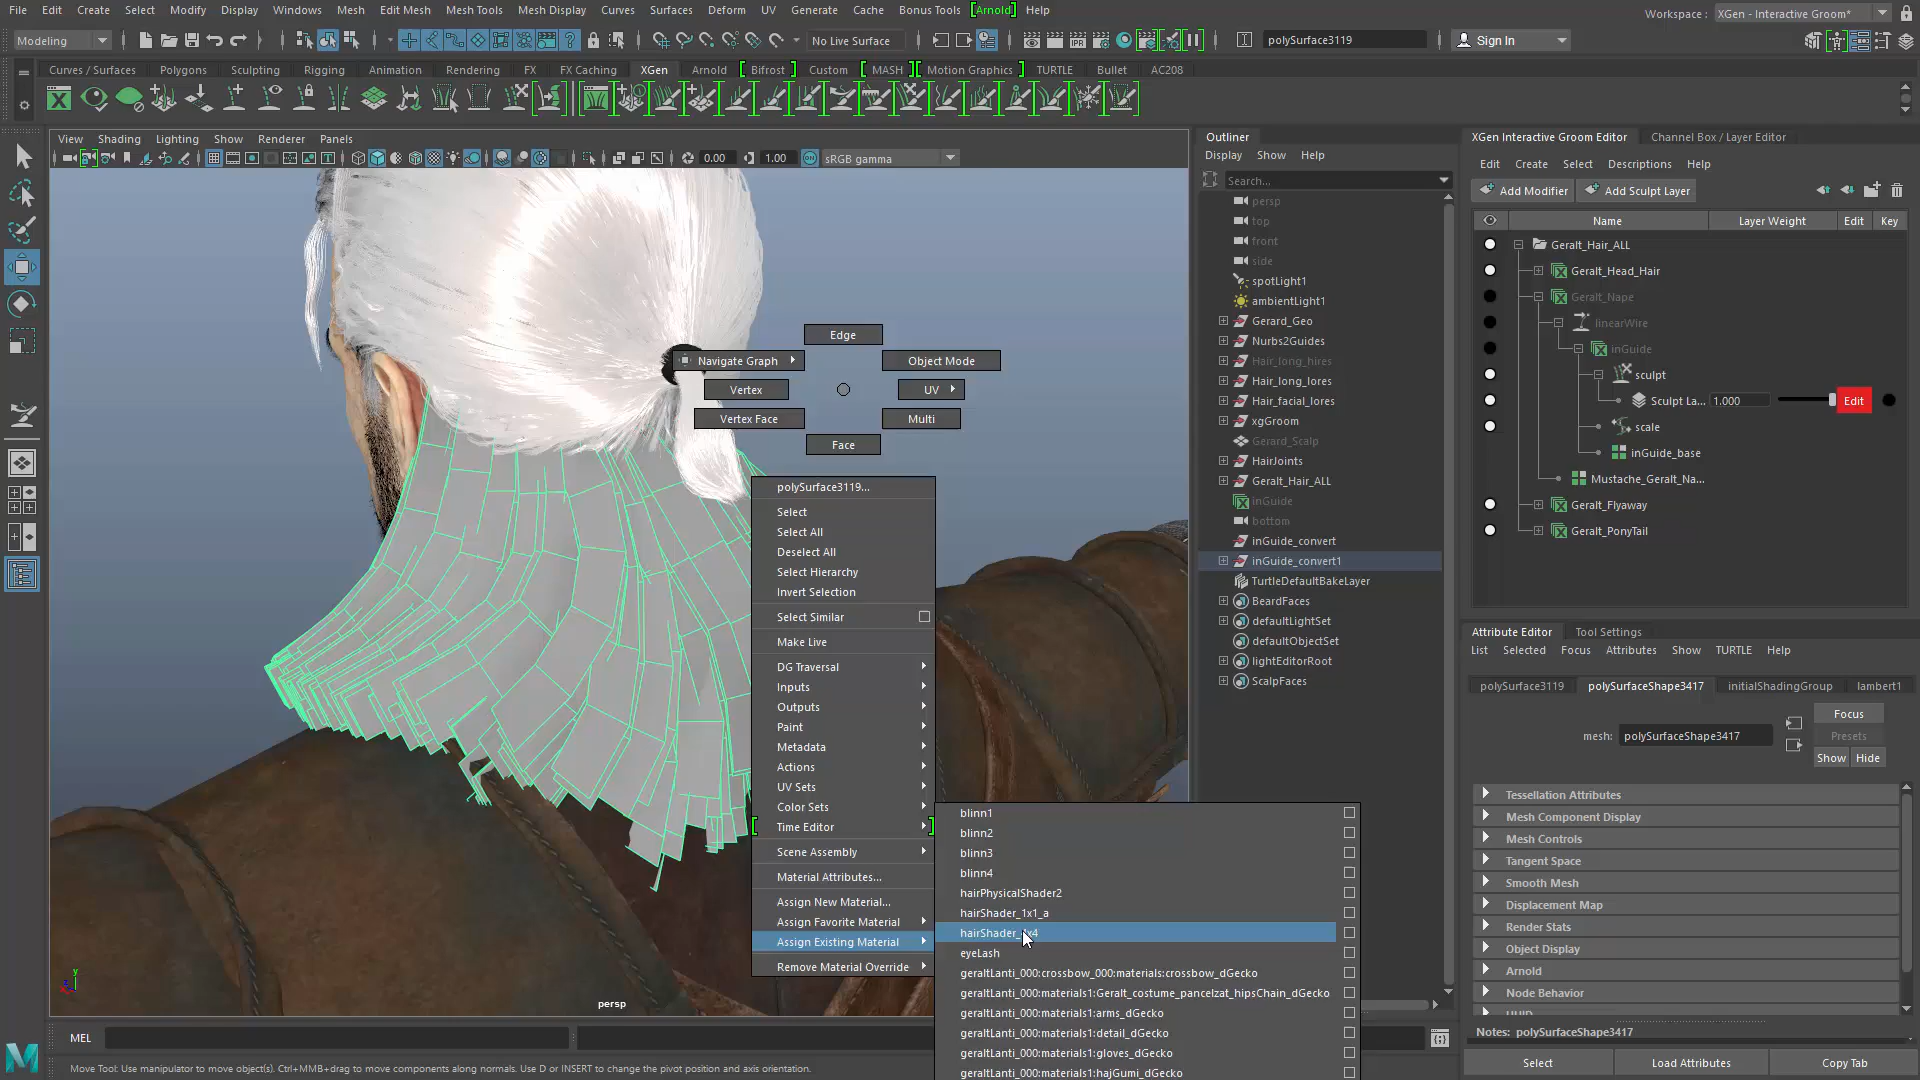 File Edit Create Select Modify Display Windows Mesh Edit Mesh Mesh Tools Mesh Display Curves Surfaces Deform UV Generate Cache Bonus Tools [Arnold] Help
Workspace : XGen - Interactive Groom*
Modeling
No Live Surface
IPR
polySurface3119
Sign In
Curves / Surfaces Polygons Sculpting Rigging Animation Rendering FX FX Caching XGen Arnold [ Bifrost ] Custom [ MASH ] [ Motion Graphics ] TURTLE Bullet AC208
View Shading Lighting Show Renderer Panels
0.00 1.00 ON sRGB gamma
Edge
Navigate Graph
Object Mode
Vertex
UV
Vertex Face
Multi
Face
polySurface3119...
Select
Select All
Deselect All
Select Hierarchy
Invert Selection
Select Similar
Make Live
DG Traversal
Inputs
Outputs
Paint
Metadata
Actions
UV Sets
Color Sets
Time Editor
Scene Assembly
Material Attributes...
Assign New Material...
Assign Favorite Material
Assign Existing Material
Remove Material Override
blinn1
blinn2
blinn3
blinn4
hairPhysicalShader2
hairShader_1x1_a
eyeLash
geraltLanti_000:crossbow_000:materials:crossbow_dGecko
geraltLanti_000:materials1:Geralt_costume_pancelzat_hipsChain_dGecko
geraltLanti_000:materials1:arms_dGecko
geraltLanti_000:materials1:detail_dGecko
geraltLanti_000:materials1:gloves_dGecko
geraltLanti_000:materials1:hajGumi_dGecko
y
persp
MEL
Move Tool: Use manipulator to move object(s). Ctrl+MMB+drag to move components along normals. Use D or INSERT to change the pivot position and axis orientation.
Outliner
Display Show Help
Search...
persp
top
front
side
spotLight1
ambientLight1
Gerard_Geo
Nurbs2Guides
Hair_long_hires
Hair_long_lores
Hair_facial_lores
xgGroom
Gerard_Scalp
HairJoints
Geralt_Hair_ALL
inGuide
bottom
inGuide_convert
inGuide_convert1
TurtleDefaultBakeLayer
BeardFaces
defaultLightSet
defaultObjectSet
lightEditorRoot
ScalpFaces
XGen Interactive Groom Editor Channel Box / Layer Editor
Edit Create Select Descriptions Help
Add Modifier Add Sculpt Layer
Name Layer Weight Edit Key
Geralt_Hair_ALL
Geralt_Head_Hair
Geralt_Nape
linearWire
inGuide
sculpt
Sculpt La... 1.000 Edit
scale
inGuide_base
Mustache_Geralt_Na...
Geralt_Flyaway
Geralt_PonyTail
Attribute Editor Tool Settings
List Selected Focus Attributes Show TURTLE Help
polySurface3119 polySurfaceShape3417 initialShadingGroup lambert1
Focus
mesh: polySurfaceShape3417 Presets
Show Hide
Tessellation Attributes
Mesh Component Display
Mesh Controls
Tangent Space
Smooth Mesh
Displacement Map
Render Stats
Object Display
Arnold
Node Behavior
UUID
Notes: polySurfaceShape3417
Select Load Attributes Copy Tab